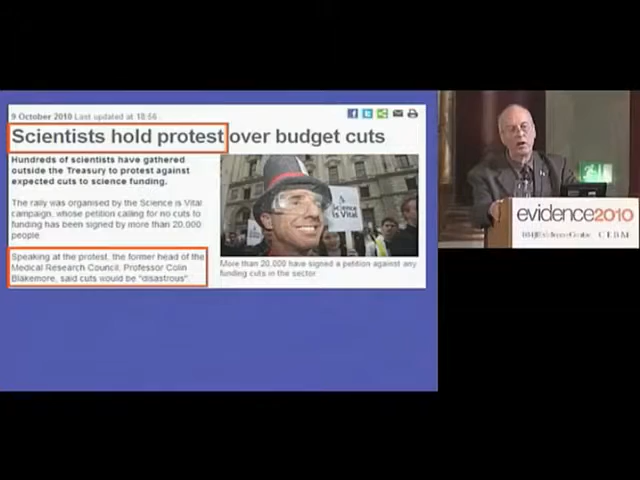 9 October 2010 Last updated at 18:56
Scientists hold protest over budget cuts
Hundreds of scientists have gathered
outside the Treasury to protest against
expected cuts to science funding.
The rally was organised by the Science is Vital
campaign, whose petition calling for no cuts to
funding has been signed by more than 20,000
people.
Speaking at the protest, the former head of the
Medical Research Council, Professor Colin
Blakemore, said cuts would be "disastrous".
Science
is Vital
More than 20,000 have signed a petition against any
funding cuts in the sector
evidence2010
BMJ Evidence Centre CEBM